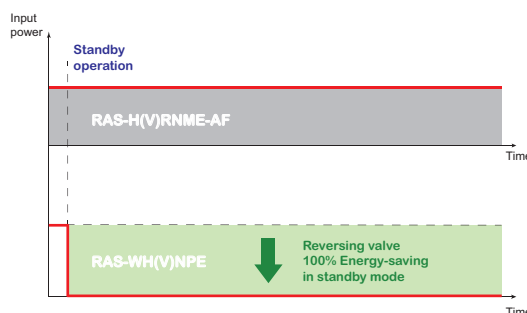 Input
power
Standby
operation
RAS-H(V)RNME-AF
Time
RAS-WH(V)NPE
Reversing valve
100% Energy-saving
in standby mode
Time